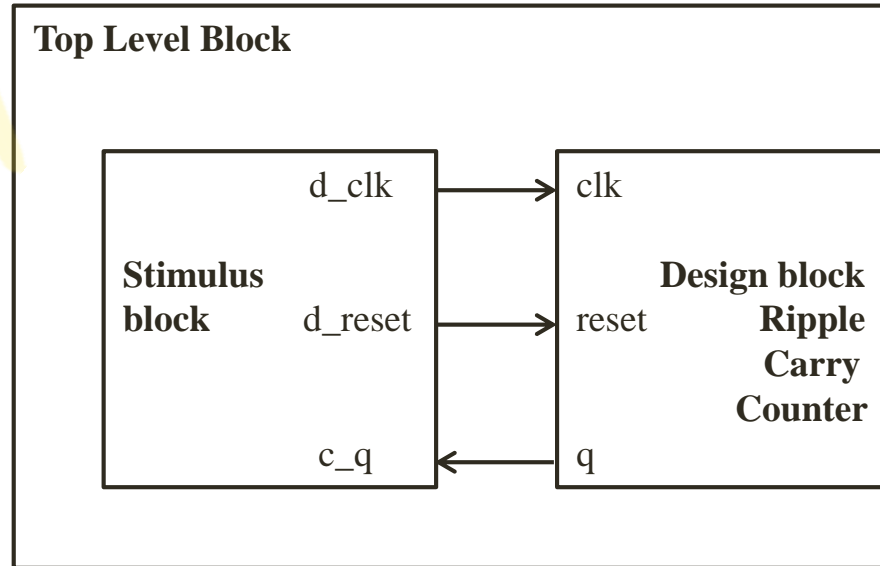 Top Level Block
d_clk
clk
Stimulus
block
d_reset
reset
Design block
Ripple
Carry
Counter
c_q
q